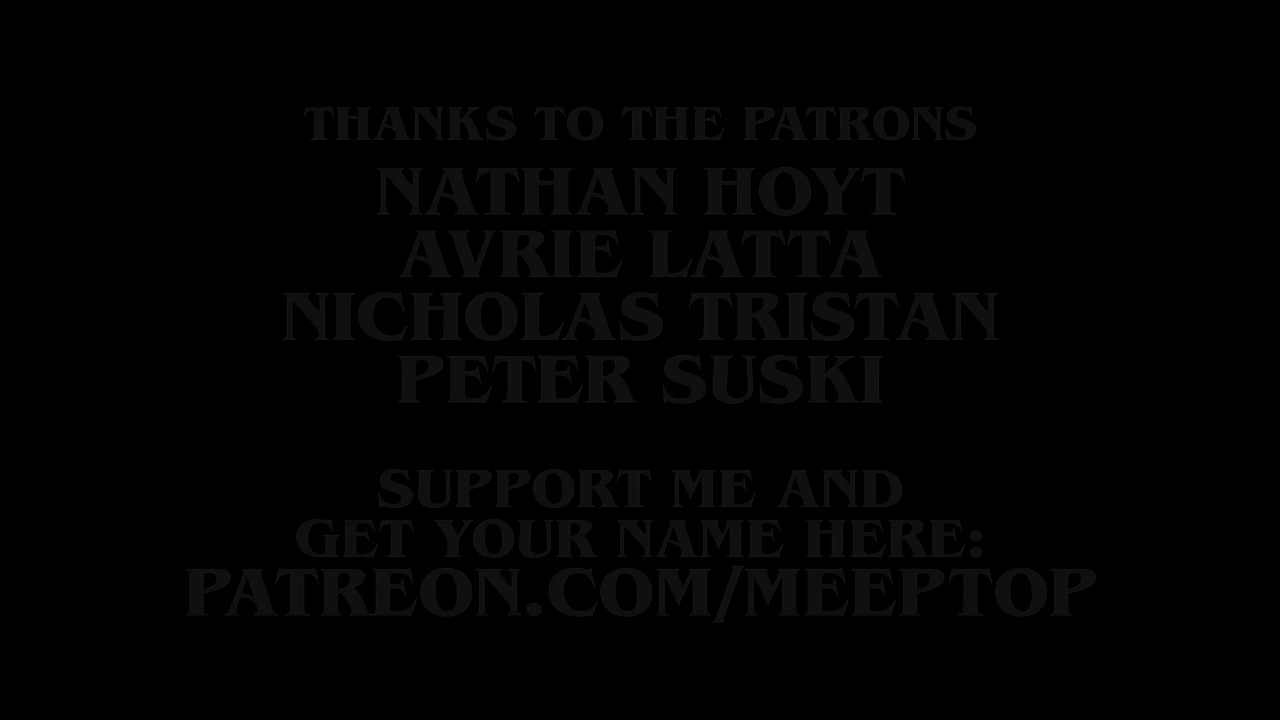 THANKS TO THE PATRONS
NATHAN HOYT
AVRIE LATTA
NICHOLAS TRISTAN
PETER SUSKI
SUPPORT ME AND
GET YOUR NAME HERE:
PATREON.COM/MEEPTOP